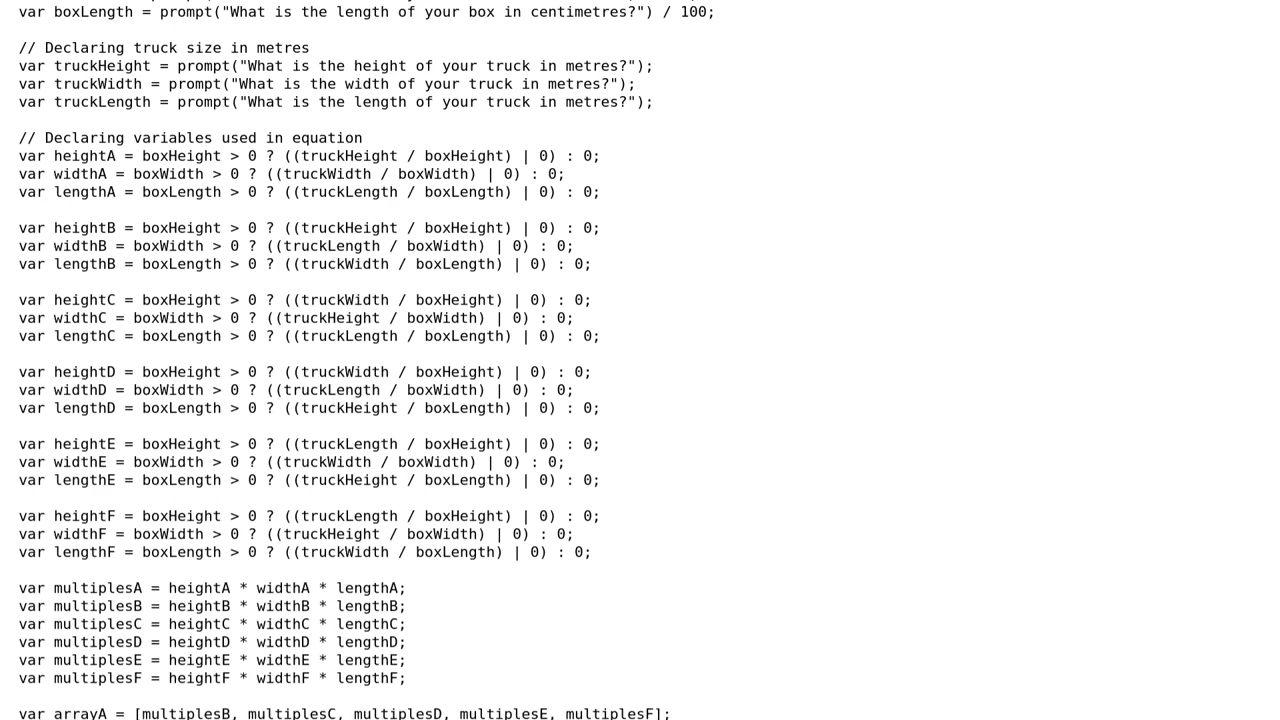 var boxLength = prompt("What is the length of your box in centimetres?") / 100;
// Declaring truck size in metres
var truckHeight = prompt("What is the height of your truck in metres?");
var truckWidth = prompt("What is the width of your truck in metres?");
var truckLength = prompt("What is the length of your truck in metres?");
// Declaring variables used in equation
var heightA = boxHeight > 0 ? ((truckHeight / boxHeight) | 0) : 0;
var widthA = boxWidth > 0 ? ((truckWidth / boxWidth) | 0) : 0;
var lengthA = boxLength > 0 ? ((truckLength / boxLength) | 0) : 0;
var heightB = boxHeight > 0 ? ((truckHeight / boxHeight) | 0) : 0;
var widthB = boxWidth > 0 ? ((truckLength / boxWidth) | 0) : 0;
var lengthB = boxLength > 0 ? ((truckWidth / boxLength) | 0) : 0;
var heightC = boxHeight > 0 ? ((truckWidth / boxHeight) | 0) : 0;
var widthC = boxWidth > 0 ? ((truckHeight / boxWidth) | 0) : 0;
var lengthC = boxLength > 0 ? ((truckLength / boxLength) | 0) : 0;
var heightD = boxHeight > 0 ? ((truckWidth / boxHeight) | 0) : 0;
var widthD = boxWidth > 0 ? ((truckLength / boxWidth) | 0) : 0;
var lengthD = boxLength > 0 ? ((truckHeight / boxLength) | 0) : 0;
var heightE = boxHeight > 0 ? ((truckLength / boxHeight) | 0) : 0;
var widthE = boxWidth > 0 ? ((truckWidth / boxWidth) | 0) : 0;
var lengthE = boxLength > 0 ? ((truckHeight / boxLength) | 0) : 0;
var heightF = boxHeight > 0 ? ((truckLength / boxHeight) | 0) : 0;
var widthF = boxWidth > 0 ? ((truckHeight / boxWidth) | 0) : 0;
var lengthF = boxLength > 0 ? ((truckWidth / boxLength) | 0) : 0;
var multiplesA = heightA * widthA * lengthA;
var multiplesB = heightB * widthB * lengthB;
var multiplesC = heightC * widthC * lengthC;
var multiplesD = heightD * widthD * lengthD;
var multiplesE = heightE * widthE * lengthE;
var multiplesF = heightF * widthF * lengthF;
var arrayA = [multiplesB, multiplesC, multiplesD, multiplesE, multiplesF];